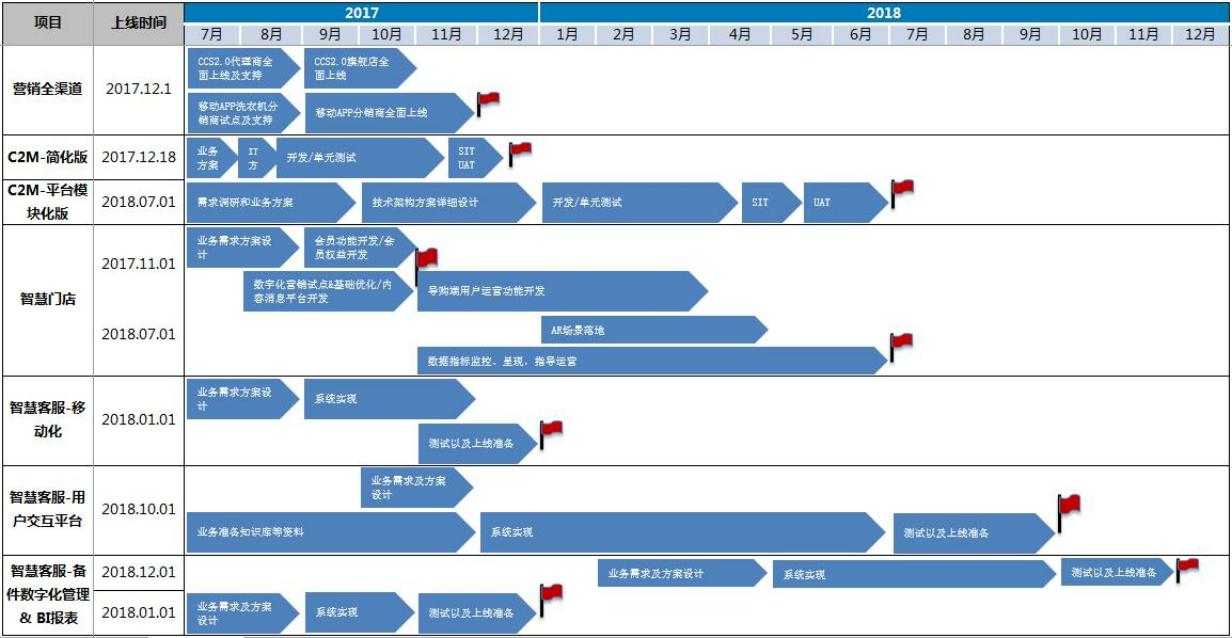 项目
上线时间
2017
2018
7月
8月
9月
10月
11月
12月
1月
2月
3月
4月
5月
6月
7月
8月
9月
10月
11月
12月
营销全渠道
2017.12.1
CCS2.0代理商全
面上线及支持
CCS2.0旗舰店全
面上线
移动APP洗衣机分
销商试点及支持
移动APP分销商全面上线
C2M-简化版
2017.12.18
业务
方案
IT
方
开发/单元测试
SIT
UAT
C2M-平台模
块化版
2018.07.01
需求调研和业务方案
技术架构方案详细设计
开发/单元测试
SIT
UAT
智慧门店
2017.11.01
业务需求方案设
计
会员功能开发/会
员权益开发
数字化营销试点&基础优化/内
容消息平台开发
导购端用户运营功能开发
2018.07.01
AR场景落地
数据指标监控、呈现，指导运营
智慧客服-移
动化
2018.01.01
业务需求方案设
计
系统实现
测试以及上线准备
智慧客服-用
户交互平台
2018.10.01
业务需求及方案
设计
业务准备知识库等资料
系统实现
测试以及上线准备
智慧客服-备
件数字化管理
& BI报表
2018.12.01
业务需求及方案设计
系统实现
测试以及上线准备
2018.01.01
业务需求及方案
设计
系统实现
测试以及上线准备